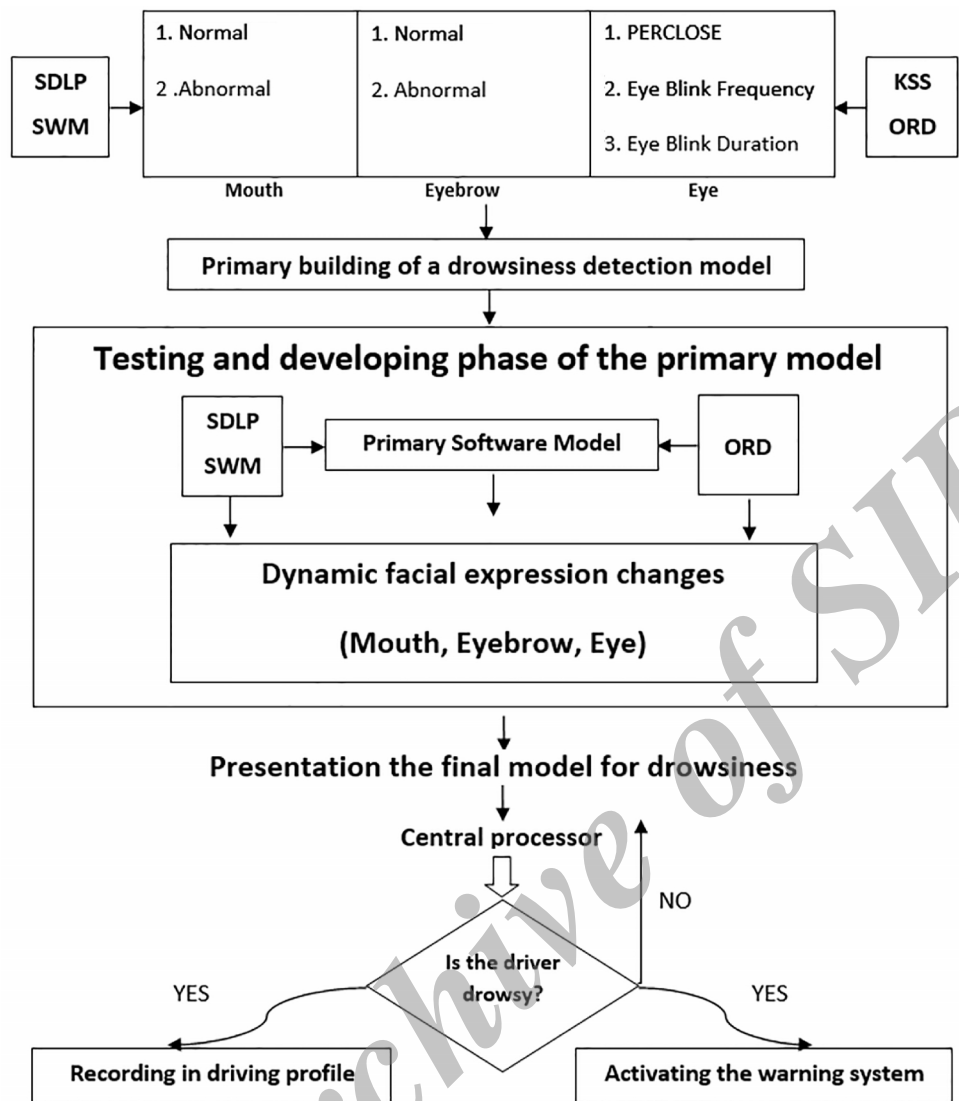 1. Normal
2 .Abnormal
1. Normal
2. Abnormal
1. PERCLOSE
2. Eye Blink Frequency
3. Eye Blink Duration
SDLP
SWM
KSS
ORD
Mouth
Eyebrow
Eye
Primary building of a drowsiness detection model
Testing and developing phase of the primary model
SDLP
SWM
Primary Software Model
ORD
Dynamic facial expression changes
(Mouth, Eyebrow, Eye)
Presentation the final model for drowsiness
Central processor
NO
Is the driver
drowsy?
YES
YES
Recording in driving profile
Activating the warning system
chive of SI